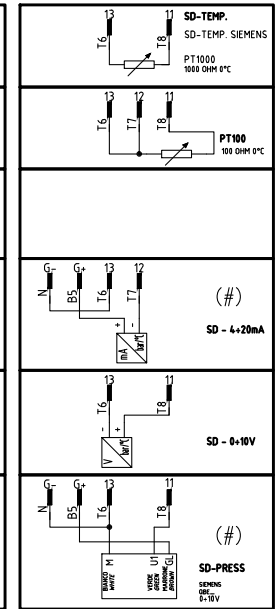 13 11 SD-TEMP.
T6 T8 SD-TEMP. SIEMENS
PT1000
1000 OHM 0°C
13 12 11
T6 T7 T8
PT100
100 OHM 0°C
G- G+ 13 12
N B5 T6 T7
(#)
+ -
mA bar/°C
SD - 4÷20mA
13 11
T6 T8
- +
V bar/°C
SD - 0÷10V
G- G+ 13 11
N B5 T6 T8
(#)
M U1 GL
BIANCO
WHITE
VERDE
GREEN
MARRONE
BROWN
SD-PRESS
SIEMENS
QBE_
0÷10V